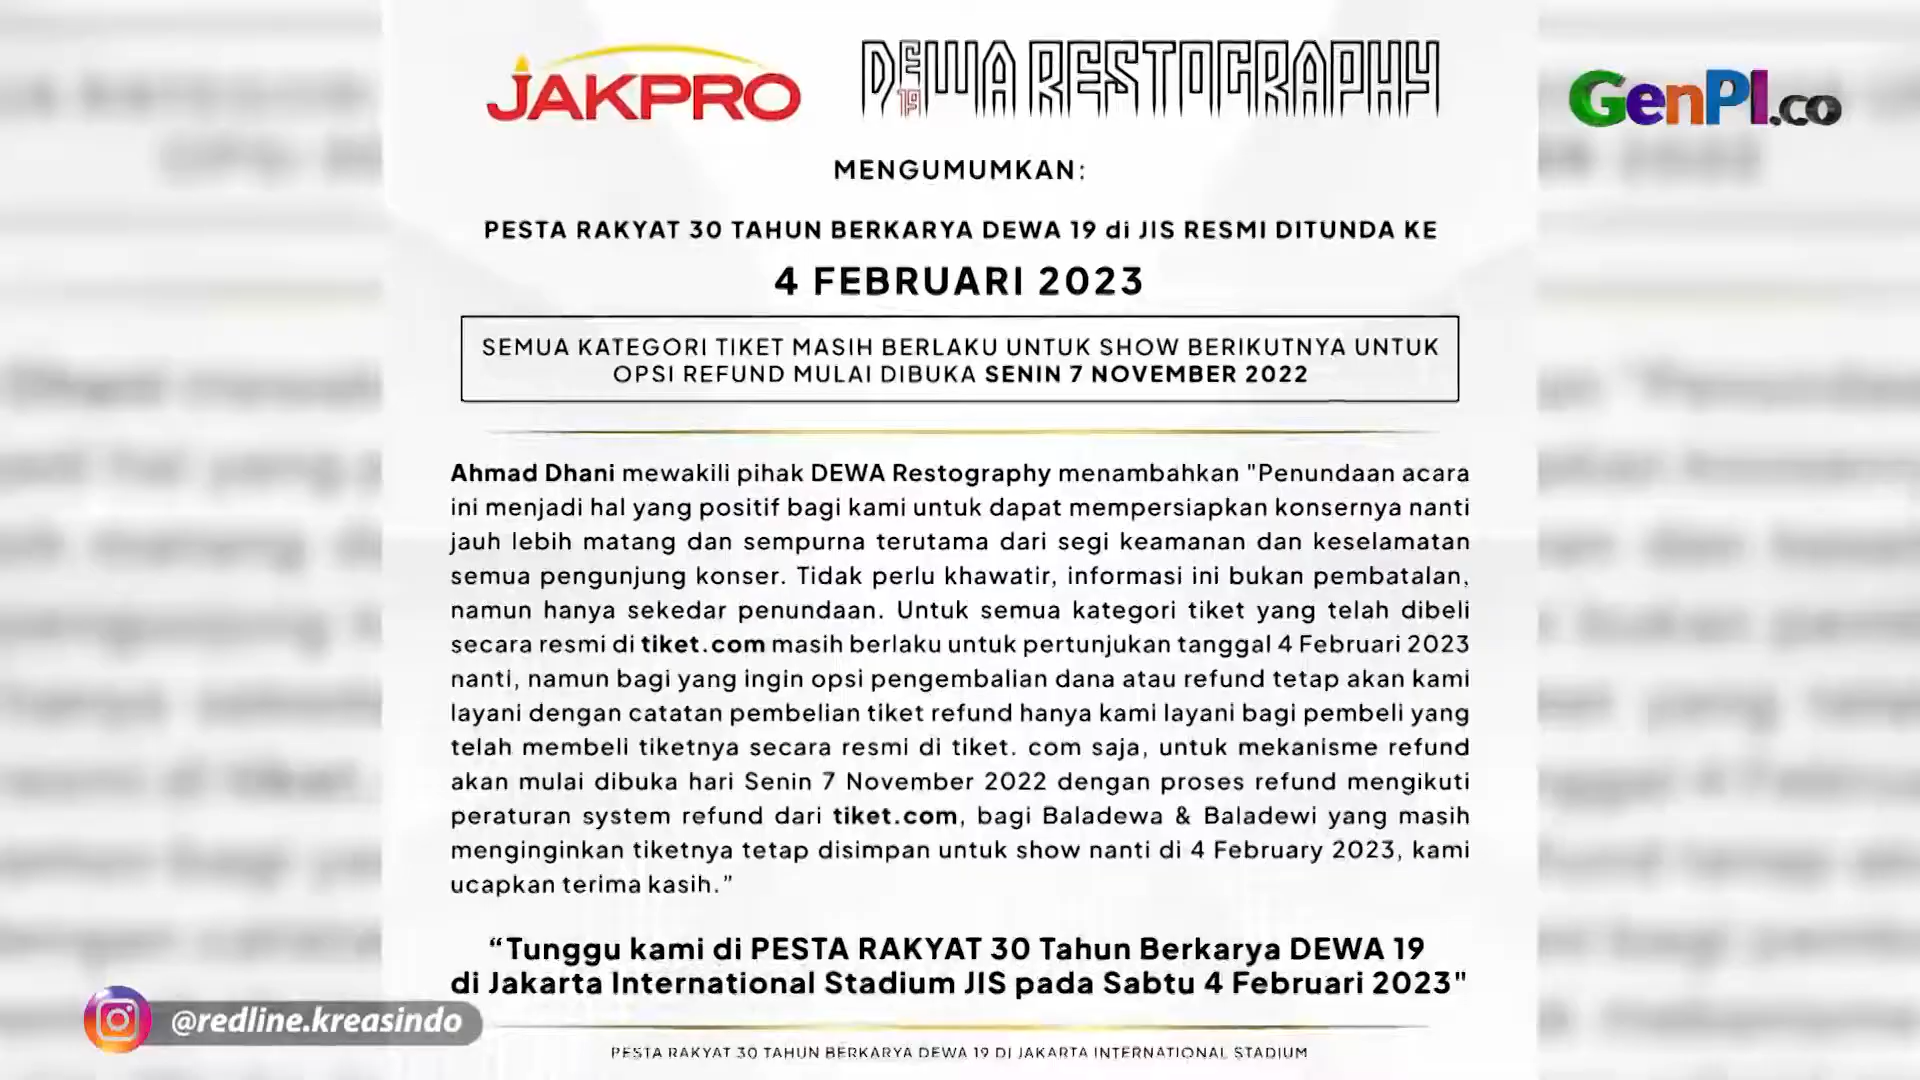 JAKPRO
DEWA 19 RESTOGRAPHY
GenPI.co
MENGUMUMKAN:
PESTA RAKYAT 30 TAHUN BERKARYA DEWA 19 di JIS RESMI DITUNDA KE
4 FEBRUARI 2023
SEMUA KATEGORI TIKET MASIH BERLAKU UNTUK SHOW BERIKUTNYA UNTUK
OPSI REFUND MULAI DIBUKA SENIN 7 NOVEMBER 2022
Ahmad Dhani mewakili pihak DEWA Restography menambahkan "Penundaan acara
ini menjadi hal yang positif bagi kami untuk dapat mempersiapkan konsernya nanti
jauh lebih matang dan sempurna terutama dari segi keamanan dan keselamatan
semua pengunjung konser. Tidak perlu khawatir, informasi ini bukan pembatalan,
namun hanya sekedar penundaan. Untuk semua kategori tiket yang telah dibeli
secara resmi di tiket.com masih berlaku untuk pertunjukan tanggal 4 Februari 2023
nanti, namun bagi yang ingin opsi pengembalian dana atau refund tetap akan kami
layani dengan catatan pembelian tiket refund hanya kami layani bagi pembeli yang
telah membeli tiketnya secara resmi di tiket. com saja, untuk mekanisme refund
akan mulai dibuka hari Senin 7 November 2022 dengan proses refund mengikuti
peraturan system refund dari tiket.com, bagi Baladewa & Baladewi yang masih
menginginkan tiketnya tetap disimpan untuk show nanti di 4 February 2023, kami
ucapkan terima kasih.”
“Tunggu kami di PESTA RAKYAT 30 Tahun Berkarya DEWA 19
di Jakarta International Stadium JIS pada Sabtu 4 Februari 2023"
@redline.kreasindo
PESTA RAKYAT 30 TAHUN BERKARYA DEWA 19 DI JAKARTA INTERNATIONAL STADIUM